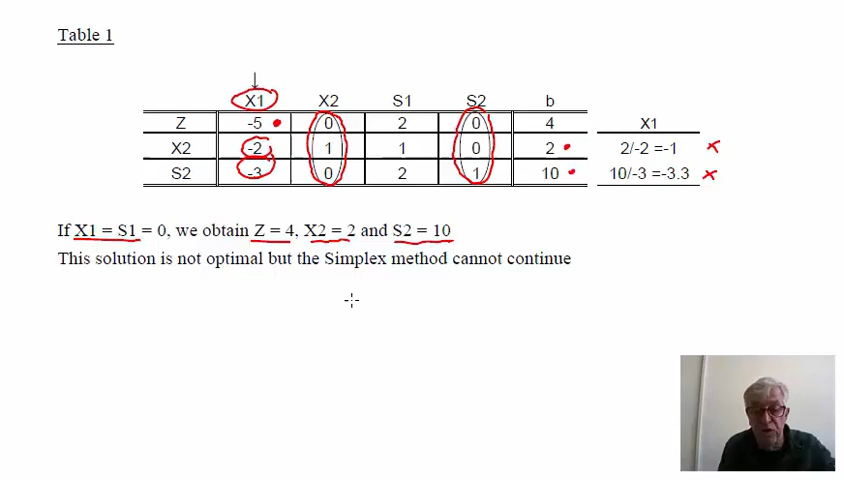 Table 1
X1 X2 S1 S2 b
Z -5 0 2 0 4 X1
X2 -2 1 1 0 2 2/-2 =-1
S2 -3 0 2 1 10 10/-3 =-3.3
If X1 = S1 = 0, we obtain Z = 4, X2 = 2 and S2 = 10
This solution is not optimal but the Simplex method cannot continue